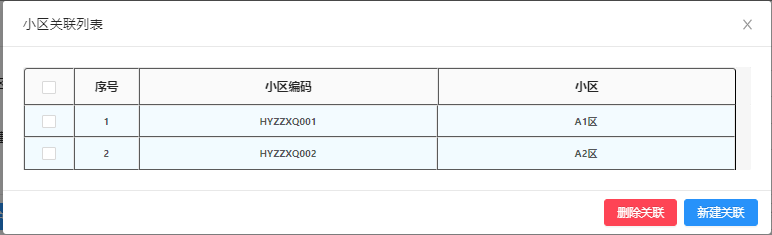 小区关联列表
序号 小区编码 小区
1 HYZZXQ001 A1区
2 HYZZXQ002 A2区
删除关联 新建关联